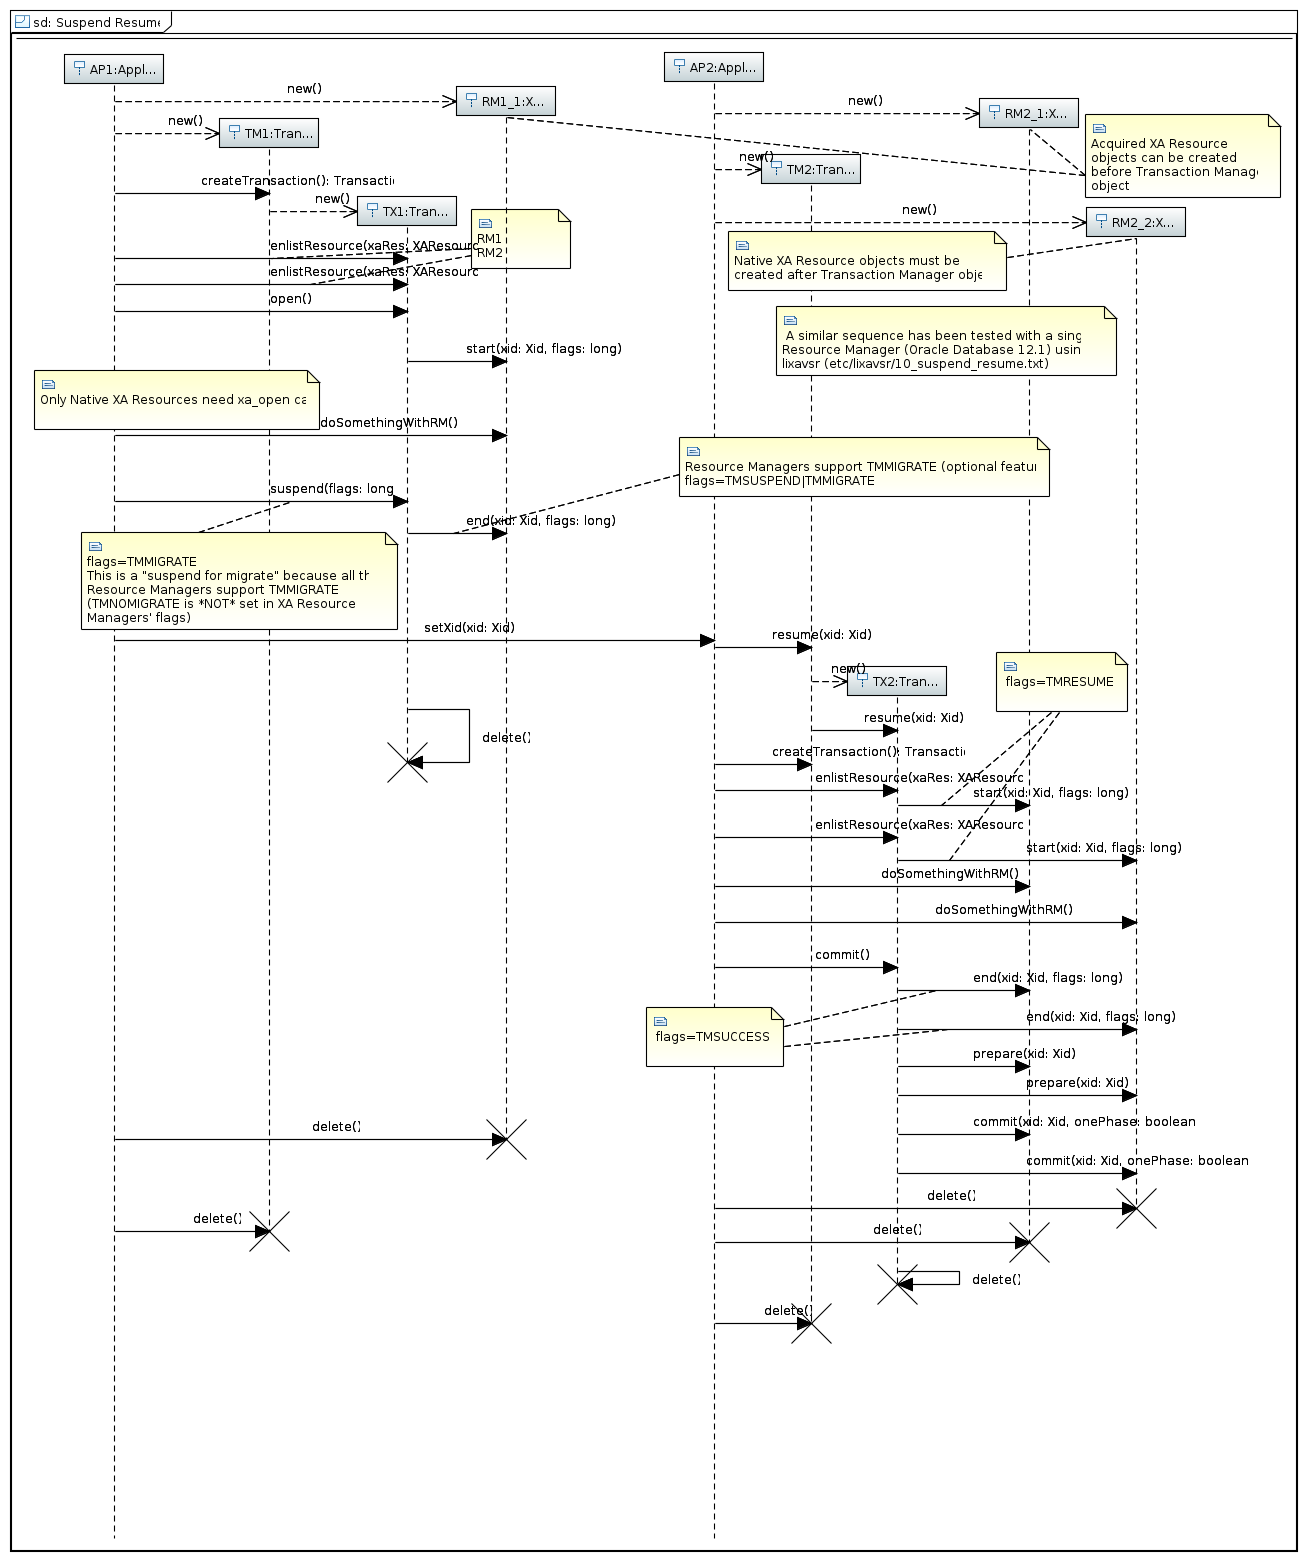 sd: Suspend Resume
AP1:Appl...
AP2:Appl...
new()
RM1_1:X...
new()
RM2_1:X...
new()
TM1:Tran...
Acquired XA Resource
objects can be created
before Transaction Manag
object
new()
TM2:Tran...
createTransaction(): Transacti
new()
TX1:Tran...
new()
RM2_2:X...
RM1
RM2
enlistResource(xaRes: XAResourc
enlistResource(xaRes: XAResourc
Native XA Resource objects must be
created after Transaction Manager obje
open()
A similar sequence has been tested with a sing
Resource Manager (Oracle Database 12.1) usin
lixavsr (etc/lixavsr/10_suspend_resume.txt)
start(xid: Xid, flags: long)
Only Native XA Resources need xa_open ca
doSomethingWithRM()
Resource Managers support TMMIGRATE (optional featur
flags=TMSUSPEND|TMMIGRATE
suspend(flags: long
end(xid: Xid, flags: long)
flags=TMMIGRATE
This is a "suspend for migrate" because all th
Resource Managers support TMMIGRATE
(TMNOMIGRATE is *NOT* set in XA Resource
Managers' flags)
setXid(xid: Xid)
resume(xid: Xid)
new()
TX2:Tran...
flags=TMRESUME
resume(xid: Xid)
delete()
createTransaction(): Transacti
enlistResource(xaRes: XAResourc
start(xid: Xid, flags: long)
enlistResource(xaRes: XAResourc
start(xid: Xid, flags: long)
doSomethingWithRM()
doSomethingWithRM()
commit()
end(xid: Xid, flags: long)
end(xid: Xid, flags: long)
flags=TMSUCCESS
prepare(xid: Xid)
prepare(xid: Xid)
commit(xid: Xid, onePhase: boolean
delete()
commit(xid: Xid, onePhase: boolean
delete()
delete()
delete()
delete()
delete()